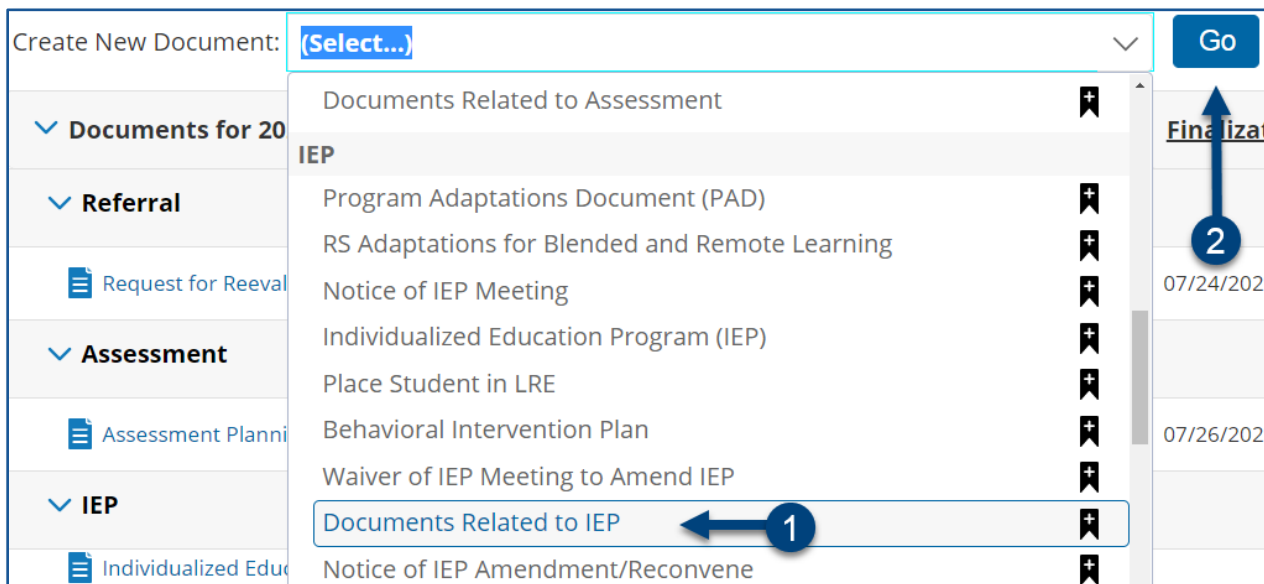 Create New Document: (Select...) Go
Documents Related to Assessment
Documents for 20 Finalizat
IEP
Program Adaptations Document (PAD)
Referral
RS Adaptations for Blended and Remote Learning
2
Request for Reeval Notice of IEP Meeting 07/24/202
Individualized Education Program (IEP)
Assessment
Place Student in LRE
Assessment Planni Behavioral Intervention Plan 07/26/202
Waiver of IEP Meeting to Amend IEP
IEP
Documents Related to IEP 1
Individualized Educ Notice of IEP Amendment/Reconvene